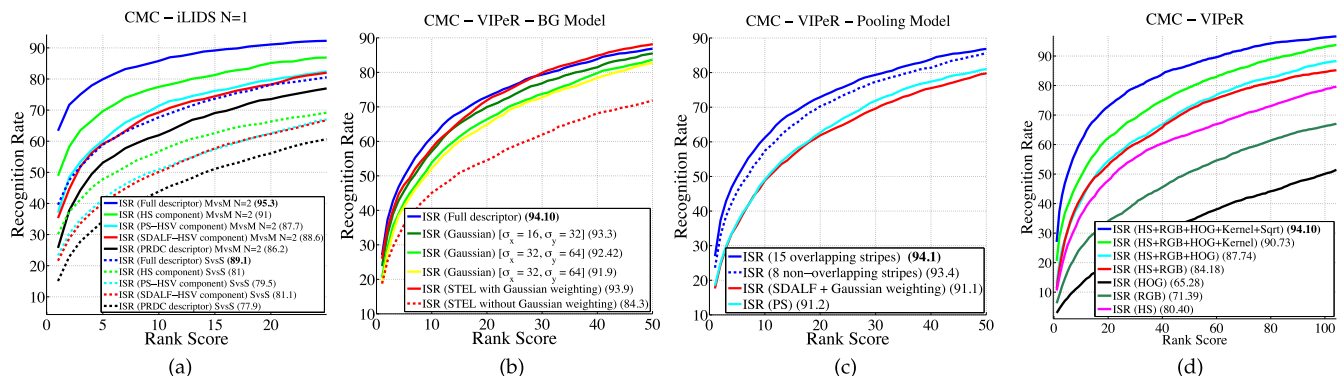 CMC − iLIDS N=1
Recognition Rate
90
80
70
60
50
40
30
20
10
ISR (Full descriptor) MvsM N=2 (95.3)
ISR (HS component) MvsM N=2 (91)
ISR (PS−HSV component) MvsM N=2 (87.7)
ISR (SDALF−HSV component) MvsM N=2 (88.6)
ISR (PRDC descriptor) MvsM N=2 (86.2)
ISR (Full descriptor) SvsS (89.1)
ISR (HS component) SvsS (81)
ISR (PS−HSV component) SvsS (79.5)
ISR (SDALF−HSV component) SvsS (81.1)
ISR (PRDC descriptor) SvsS (77.9)
0 5 10 15 20
Rank Score
(a)
CMC − VIPeR − BG Model
Recognition Rate
90
80
70
60
50
40
30
20
10
ISR (Full descriptor) (94.10)
ISR (Gaussian) [σx = 16, σy = 32] (93.3)
ISR (Gaussian) [σx = 32, σy = 64] (92.42)
ISR (Gaussian) [σx = 32, σy = 64] (91.9)
ISR (STEL with Gaussian weighting) (93.9)
ISR (STEL without Gaussian weighting) (84.3)
0 10 20 30 40 50
Rank Score
(b)
CMC − VIPeR − Pooling Model
Recognition Rate
90
80
70
60
50
40
30
20
10
ISR (15 overlapping stripes) (94.1)
ISR (8 non−overlapping stripes) (93.4)
ISR (SDALF + Gaussian weighting) (91.1)
ISR (PS) (91.2)
0 10 20 30 40 50
Rank Score
(c)
CMC − VIPeR
Recognition Rate
90
80
70
60
50
40
30
20
10
ISR (HS+RGB+HOG+Kernel+Sqrt) (94.10)
ISR (HS+RGB+HOG+Kernel) (90.73)
ISR (HS+RGB+HOG) (87.74)
ISR (HS+RGB) (84.18)
ISR (HOG) (65.28)
ISR (RGB) (71.39)
ISR (HS) (80.40)
0 20 40 60 80 100
Rank Score
(d)